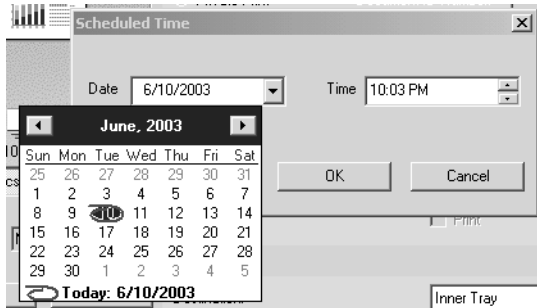 Scheduled Time
Date 6/10/2003 Time 10:03 PM
June, 2003
Sun Mon Tue Wed Thu Fri Sat
25 26 27 28 29 30 31
1 2 3 4 5 6 7
8 9 10 11 12 13 14
15 16 17 18 19 20 21
22 23 24 25 26 27 28
29 30 1 2 3 4 5
Today: 6/10/2003
OK Cancel
Print
Inner Tray